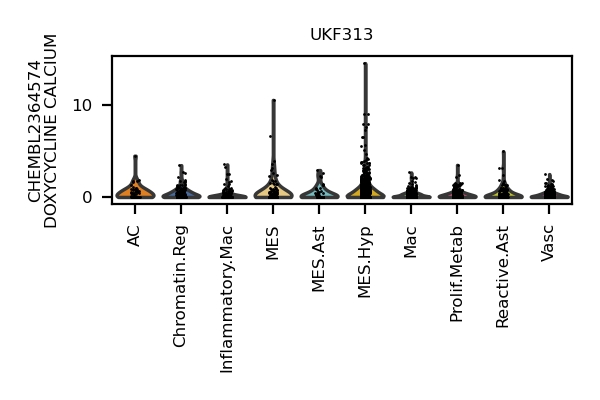 UKF313
CHEMBL2364574
DOXYCYCLINE CALCIUM
10
0
AC
Chromatin.Reg
Inflammatory.Mac
MES
MES.Ast
MES.Hyp
Mac
Prolif.Metab
Reactive.Ast
Vasc